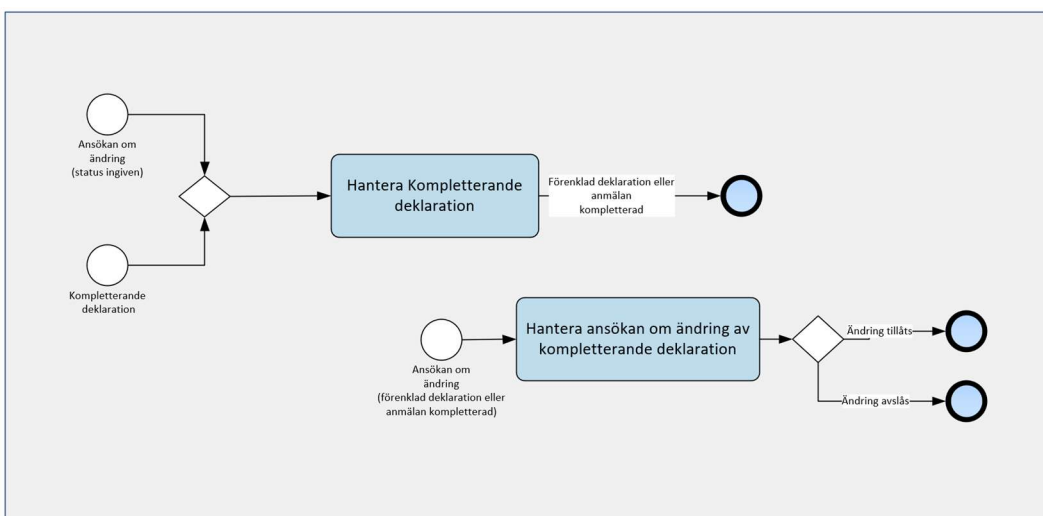 Ansökan om
ändring
(status ingiven)
Hantera Kompletterande
deklaration
Förenklad deklaration eller
anmälan
kompletterad
Kompletterande
deklaration
Ansökan om
ändring
(förenklad deklaration eller
anmälan kompletterad)
Hantera ansökan om ändring av
kompletterande deklaration
Ändring tillåts
Ändring avslås